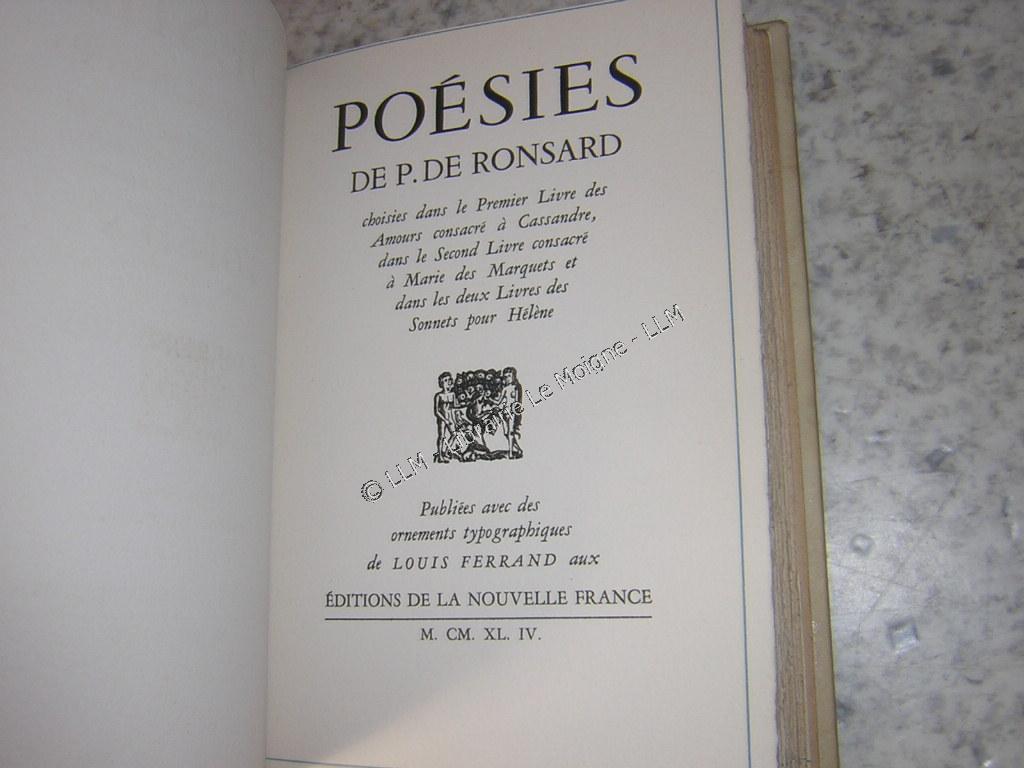 POÉSIES
DE P. DE RONSARD
choisies dans le Premier Livre des
Amours consacré à Cassandre,
dans le Second Livre consacré
à Marie des Marquets et
dans les deux Livres des
Sonnets pour Hélène
© LLM - Librairie Le Moigne - LLM
Publiées avec des
ornements typographiques
de LOUIS FERRAND aux
ÉDITIONS DE LA NOUVELLE FRANCE
M. CM. XL. IV.